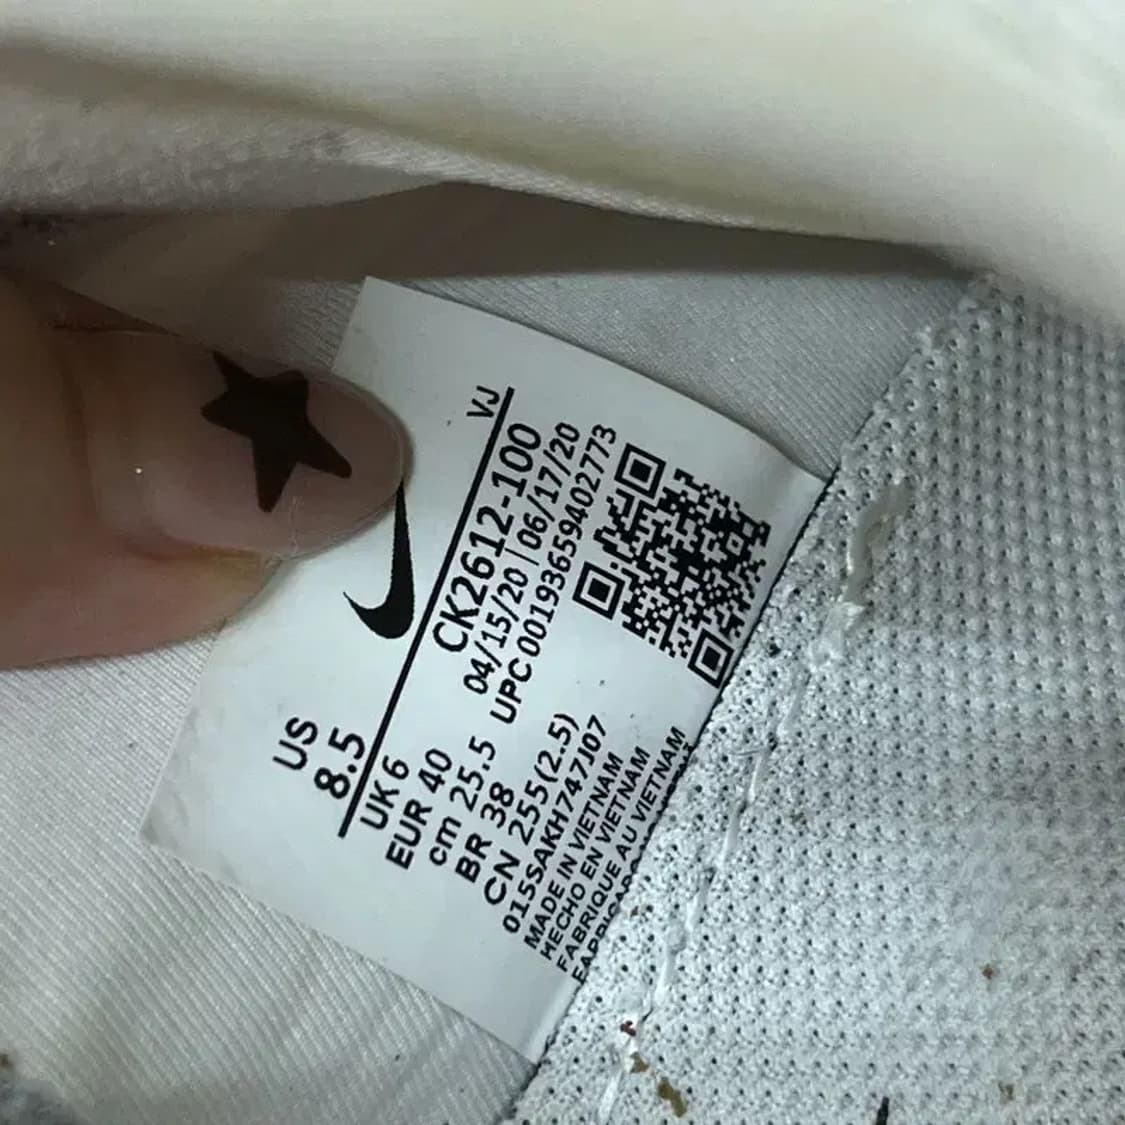 VJ
US
8.5
CK2612-100
04/15/20 | 06/17/20
UPC 00193659402773
UK 6
EUR 40
cm 25.5
BR 38
CN 255(2.5)
015SAKH747J07
MADE IN VIETNAM
HECHO EN VIETNAM
FABRIQUE AU VIETNAM